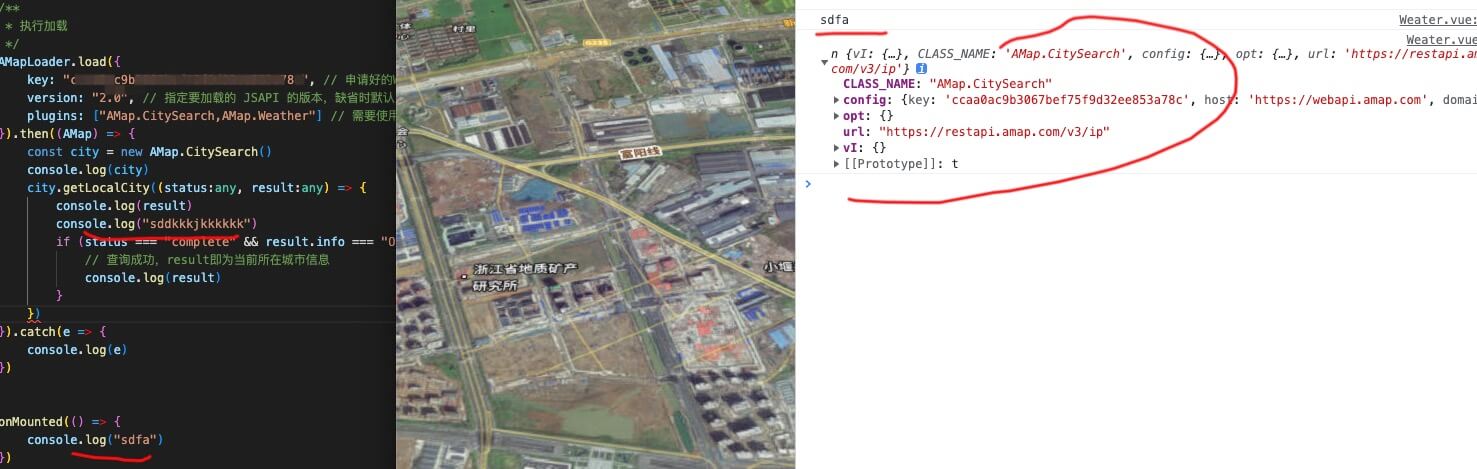 /**
* 执行加载
*/
AMapLoader.load({
key: "c c9b 78 ", // 申请好的
version: "2.0", // 指定要加载的 JSAPI 的版本，缺省时默认
plugins: ["AMap.CitySearch,AMap.Weather"] // 需要使用
}).then((AMap) => {
const city = new AMap.CitySearch()
console.log(city)
city.getLocalCity((status:any, result:any) => {
console.log(result)
console.log("sddkkkjkkkkkk")
if (status === "complete" && result.info === "O
// 查询成功，result即为当前所在城市信息
console.log(result)
}
})
}).catch(e => {
console.log(e)
})
onMounted(() => {
console.log("sdfa")
})
村里
富阳线
浙江省地质矿产
研究所
小堰
sdfa Weater.vue:
Weater.vue
n {vI: {…}, CLASS_NAME: 'AMap.CitySearch', config: {…}, opt: {…}, url: 'https://restapi.ama
com/v3/ip'} i
CLASS_NAME: "AMap.CitySearch"
config: {key: 'ccaa0ac9b3067bef75f9d32ee853a78c', host: 'https://webapi.amap.com', domai
opt: {}
url: "https://restapi.amap.com/v3/ip"
vI: {}
[[Prototype]]: t